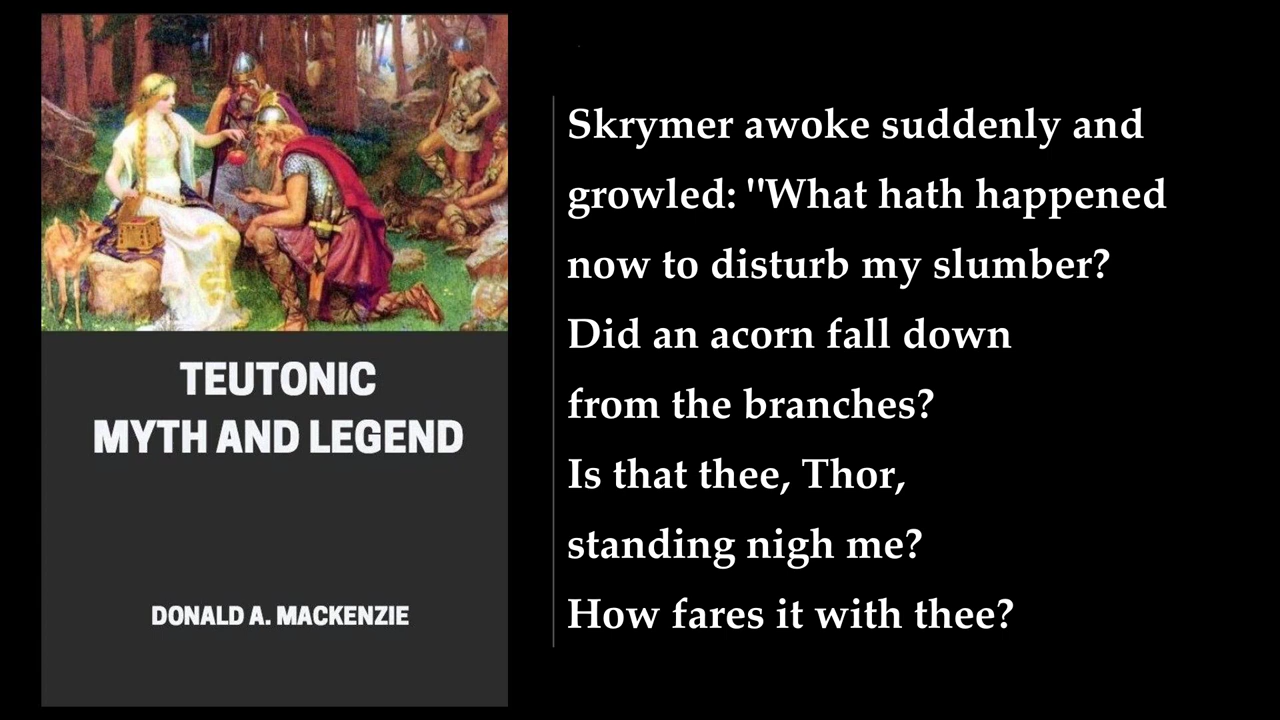 TEUTONIC
MYTH AND LEGEND
DONALD A. MACKENZIE
Skrymer awoke suddenly and
growled: "What hath happened
now to disturb my slumber?
Did an acorn fall down
from the branches?
Is that thee, Thor,
standing nigh me?
How fares it with thee?